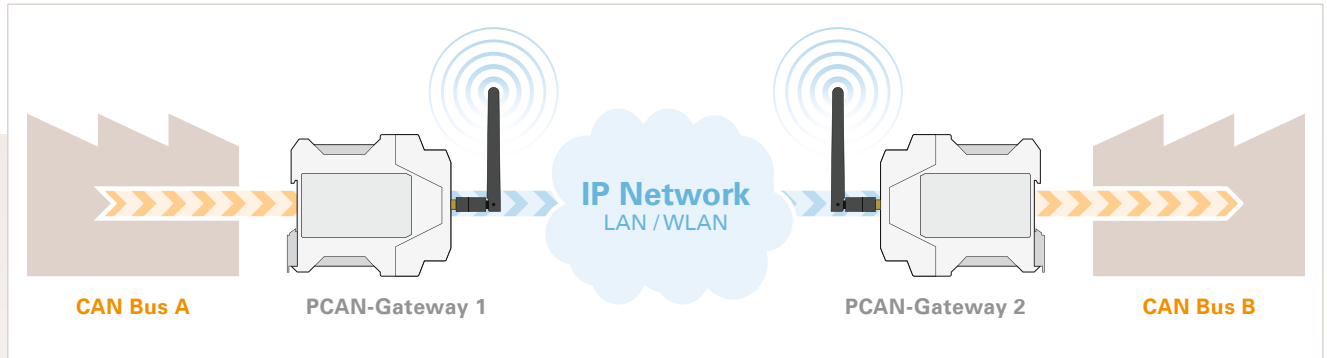 IP Network
LAN / WLAN
CAN Bus A
PCAN-Gateway 1
PCAN-Gateway 2
CAN Bus B